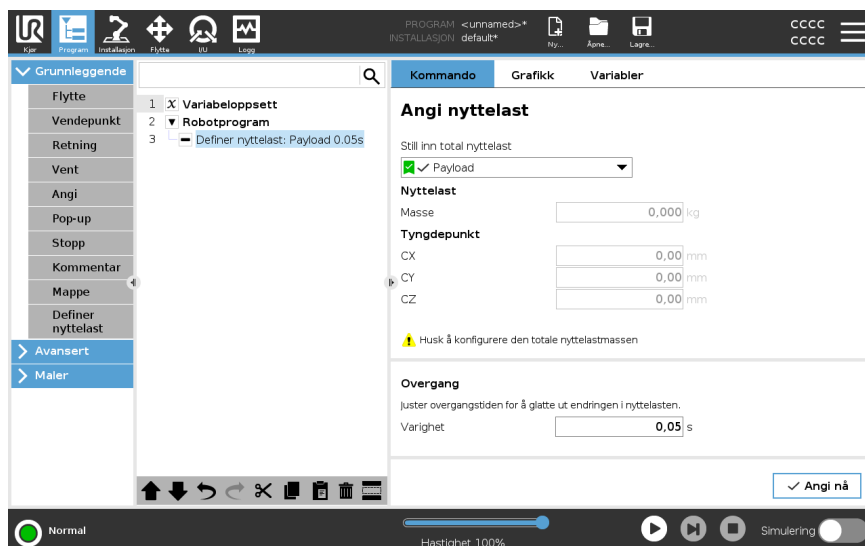 UR
Kjør
Program
Installasjon
Flytte
I/U
Logg
PROGRAM <unnamed>*
INSTALLASJON default*
Ny...
Åpne...
Lagre...
CCCC
CCCC
Grunnleggende
Flytte
Vendepunkt
Retning
Vent
Angi
Pop-up
Stopp
Kommentar
Mappe
Definer
nyttelast
Avansert
Maler
1 X Variabeloppsett
2 Robotprogram
3 Definer nyttelast: Payload 0.05s
Kommando Grafikk Variabler
Angi nyttelast
Still inn total nyttelast
Payload
Nyttelast
Masse 0,000 kg
Tyngdepunkt
CX 0,00 mm
CY 0,00 mm
CZ 0,00 mm
Husk å konfigurere den totale nyttelastmassen
Overgang
Juster overgangstiden for å glatte ut endringen i nyttelasten.
Varighet 0,05 s
Angi nå
Normal
Hastighet 100%
Simulering